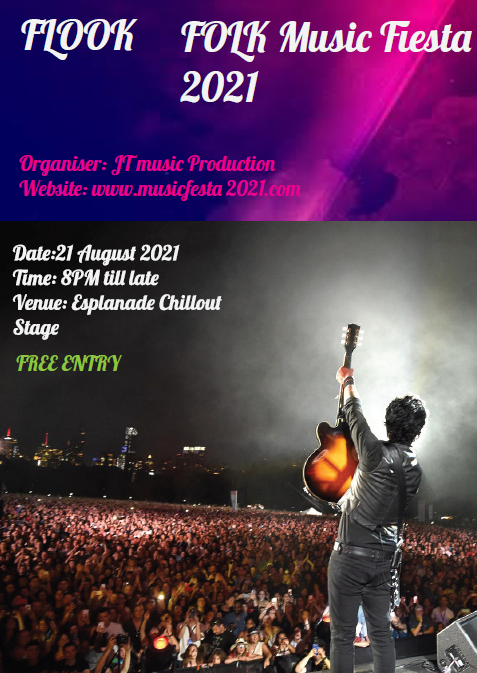 FLOOK
FOLK Music Fiesta
2021
Organiser: JT music Production
Website: www.musicfesta 2021.com
Date:21 August 2021
Time: 8PM till late
Venue: Esplanade Chillout
Stage
FREE ENTRY